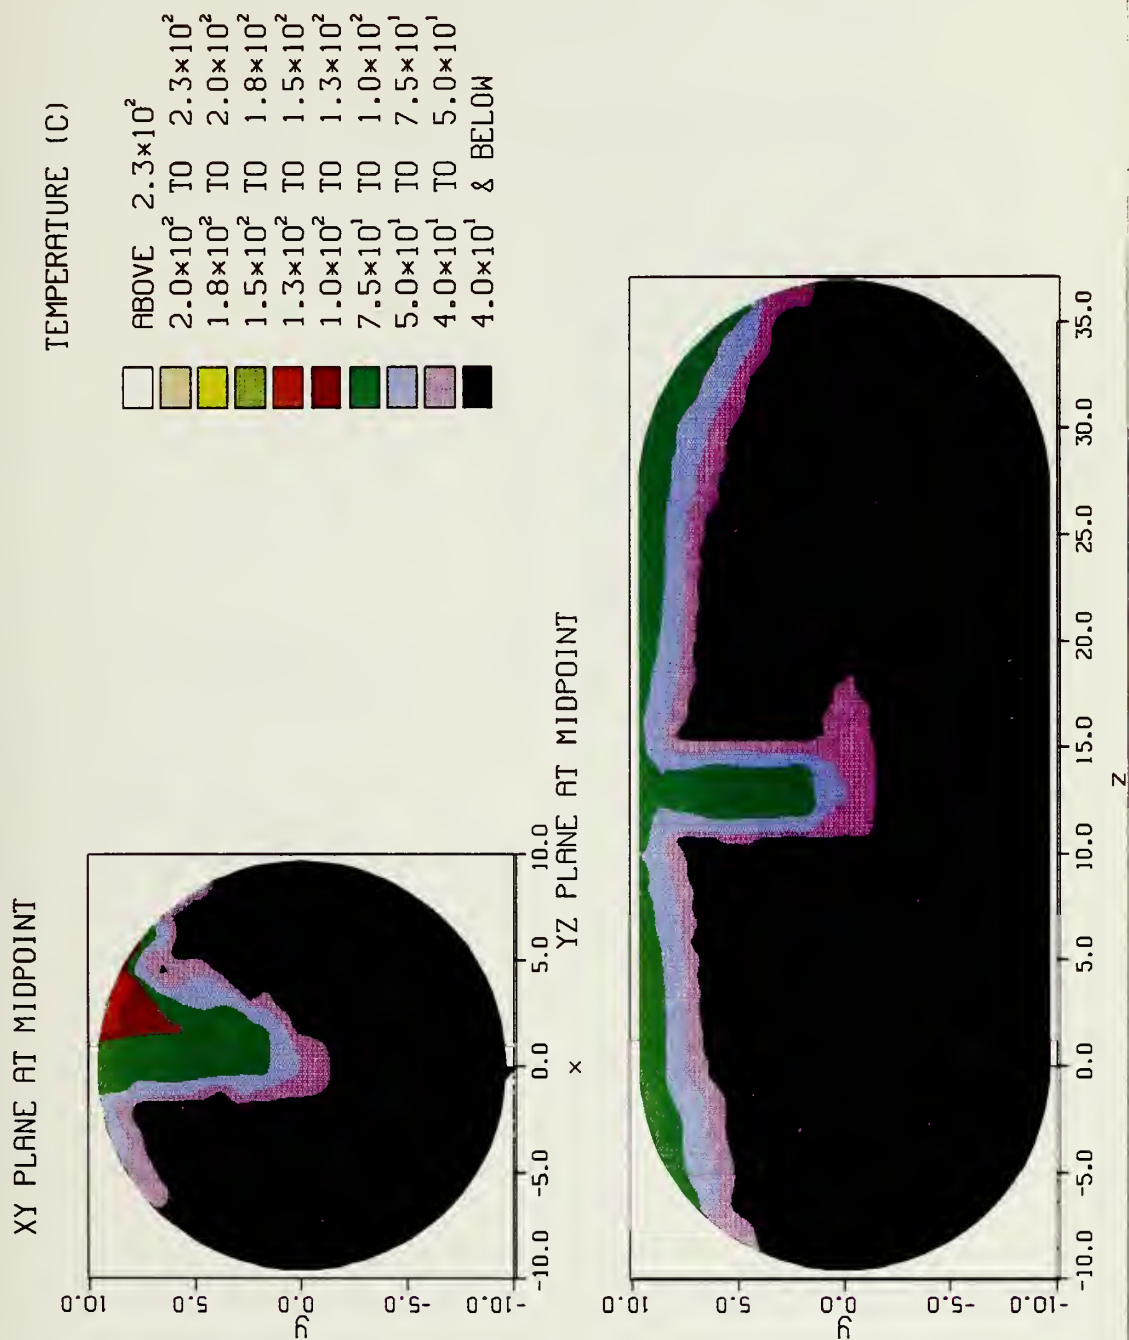 XY PLANE AT MIDPOINT
10.0
5.0
0.0
-5.0
-10.0
y
-10.0
-5.0
0.0
5.0
10.0
x
TEMPERATURE (C)
ABOVE 2.3×10²
2.0×10² TO 2.3×10²
1.8×10² TO 2.0×10²
1.5×10² TO 1.8×10²
1.3×10² TO 1.5×10²
1.0×10² TO 1.3×10²
7.5×10¹ TO 1.0×10²
5.0×10¹ TO 7.5×10¹
4.0×10¹ TO 5.0×10¹
4.0×10¹ & BELOW
YZ PLANE AT MIDPOINT
10.0
5.0
0.0
-5.0
-10.0
y
-10.0
-5.0
0.0
5.0
10.0
15.0
20.0
25.0
30.0
35.0
z